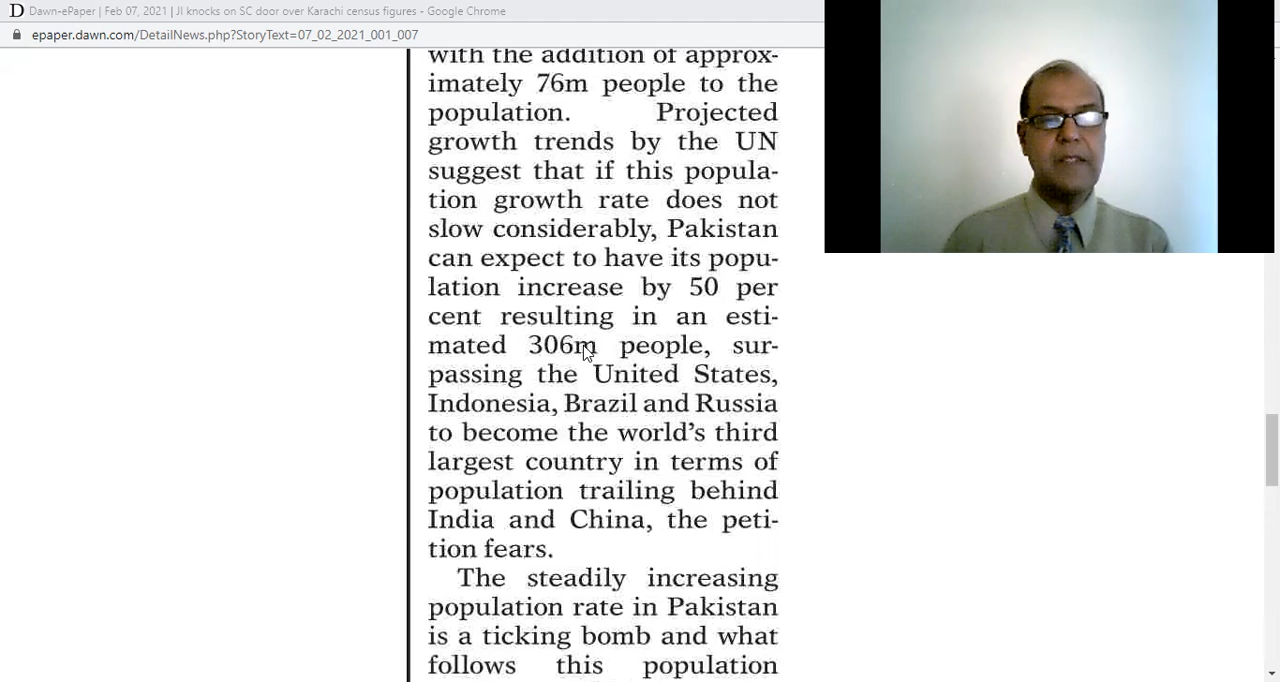 D Dawn-ePaper | Feb 07, 2021 | JI knocks on SC door over Karachi census figures - Google Chrome
epaper.dawn.com/DetailNews.php?StoryText=07_02_2021_001_007
with the addition of approx-
imately 76m people to the
population. Projected
growth trends by the UN
suggest that if this popula-
tion growth rate does not
slow considerably, Pakistan
can expect to have its popu-
lation increase by 50 per
cent resulting in an esti-
mated 306m people, sur-
passing the United States,
Indonesia, Brazil and Russia
to become the world's third
largest country in terms of
population trailing behind
India and China, the peti-
tion fears.
The steadily increasing
population rate in Pakistan
is a ticking bomb and what
follows this population